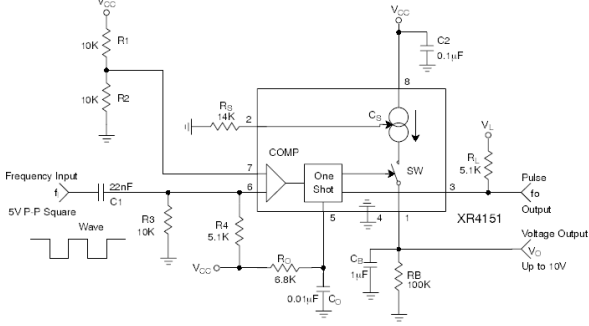 VCC
VCC
10K R1
C2
0.1µF
10K R2
8
RS
14K
2
CS
VL
COMP
RL
5.1K
7
One
Shot
SW
Frequency Input
fI
22nF
C1
6
3
Pulse
fo
Output
5V P-P Square
Wave
R3
10K
R4
5.1K
5
4
1
XR4151
VCC
RO
6.8K
CB
1µF
RB
100K
Voltage Output
VO
Up to 10V
0.01µF CO